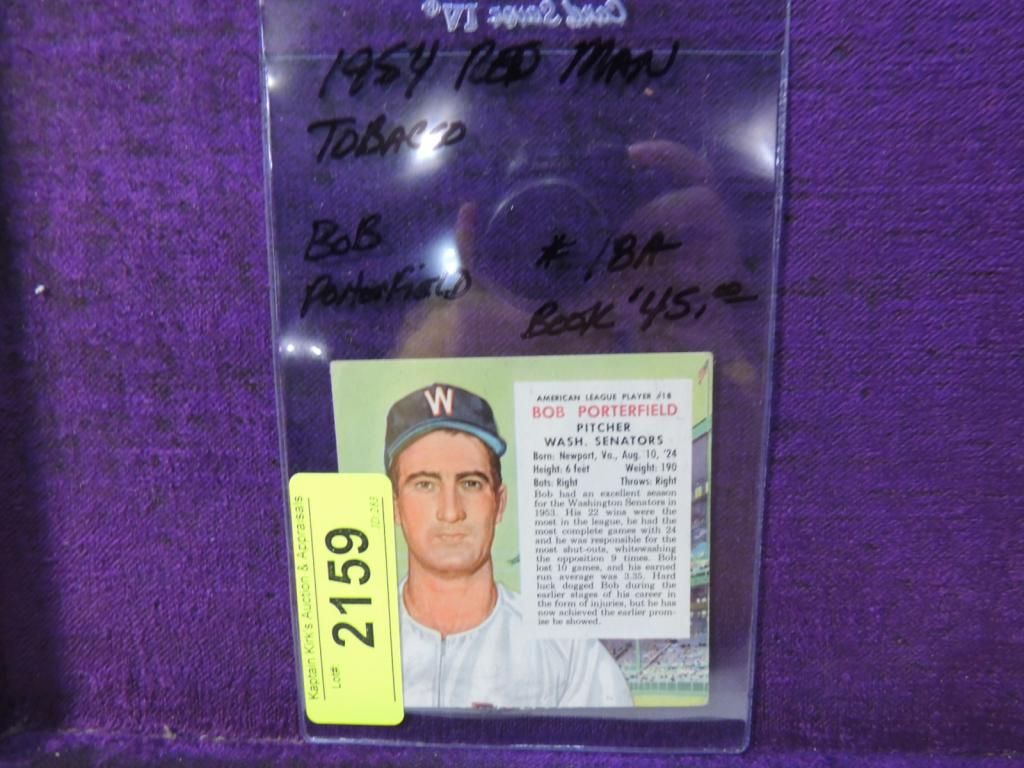 Card Saver IV®
1954 RED MAN
TOBACCO
BOB
Porterfield
# 18A
BOOK '45.00
AMERICAN LEAGUE PLAYER #18
BOB PORTERFIELD
PITCHER
WASH. SENATORS
Born: Newport, Va., Aug. 10, '24
Height: 6 feet Weight: 190
Bats: Right Throws: Right
Bob had an excellent season
for the Washington Senators in
1953. His 22 wins were the
most in the league, he had the
most complete games with 24
and he was responsible for the
most shut-outs, whitewashing
the opposition 9 times. Bob
lost 10 games, and his earned
run average was 3.35. Hard
luck dogged Bob during the
earlier stages of his career in
the form of injuries, but he has
now achieved the earlier prom-
ise he showed.
W
Kaptain Kirk's Auction & Appraisals
Lot# 2159
ID:263